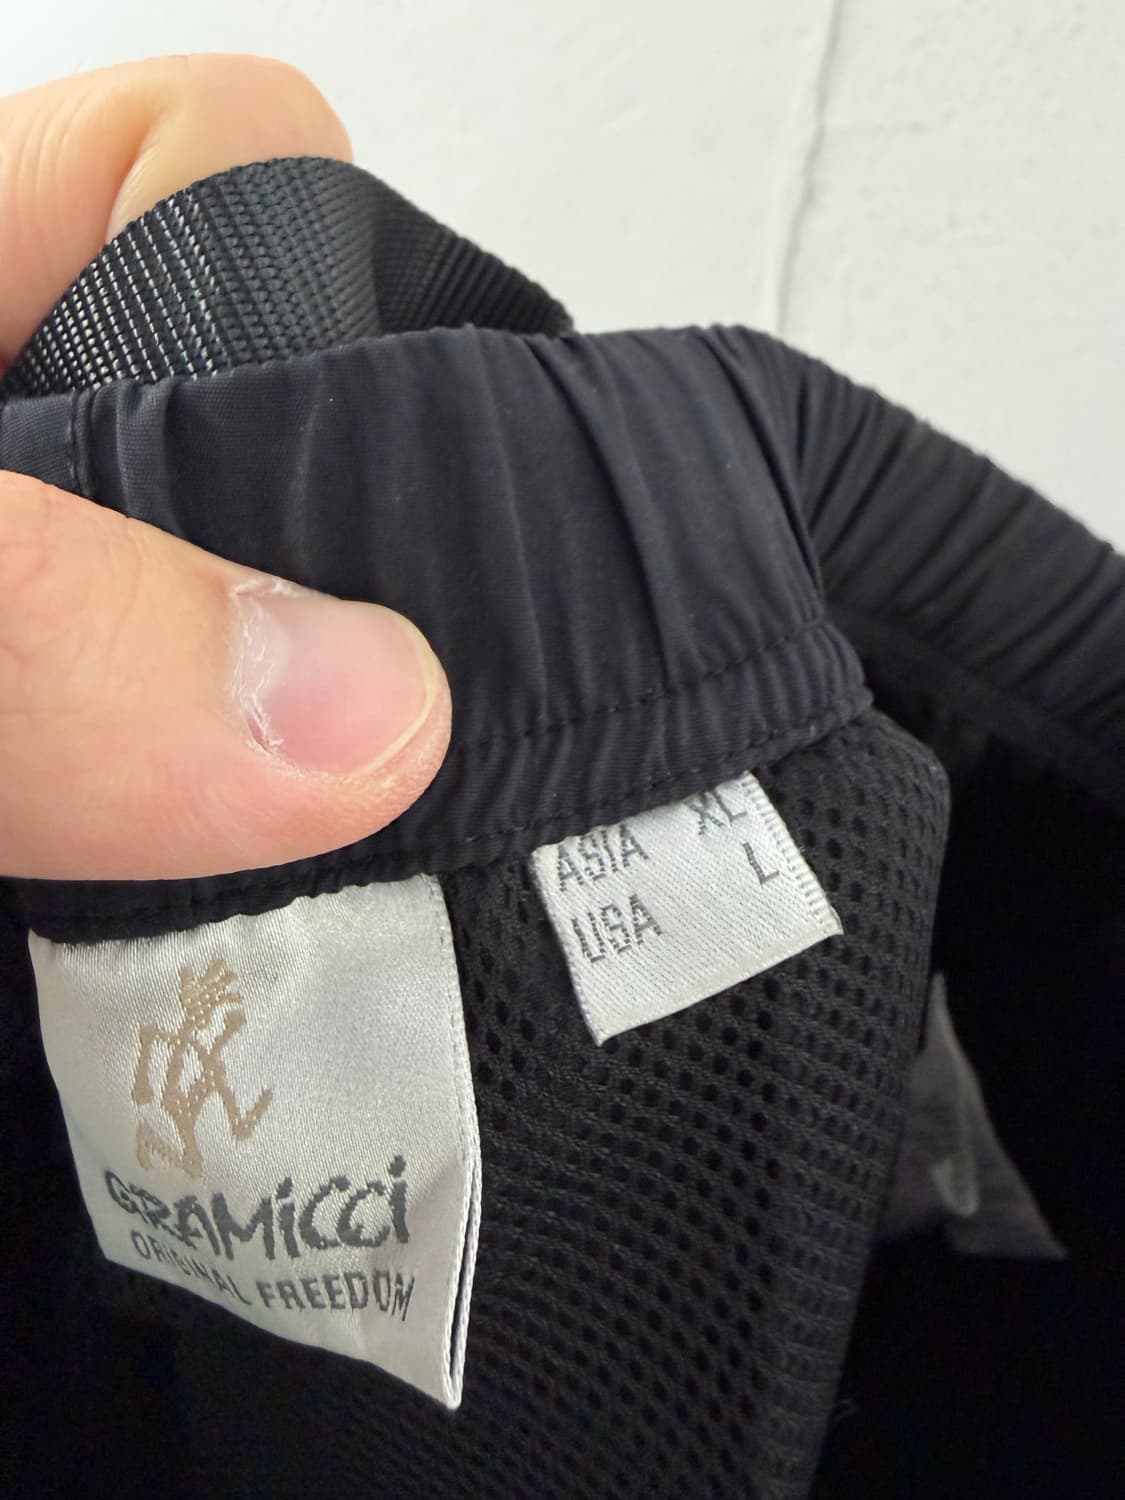 ASIA XL
USA L
GRAMiCCi
ORIGINAL FREEDOM